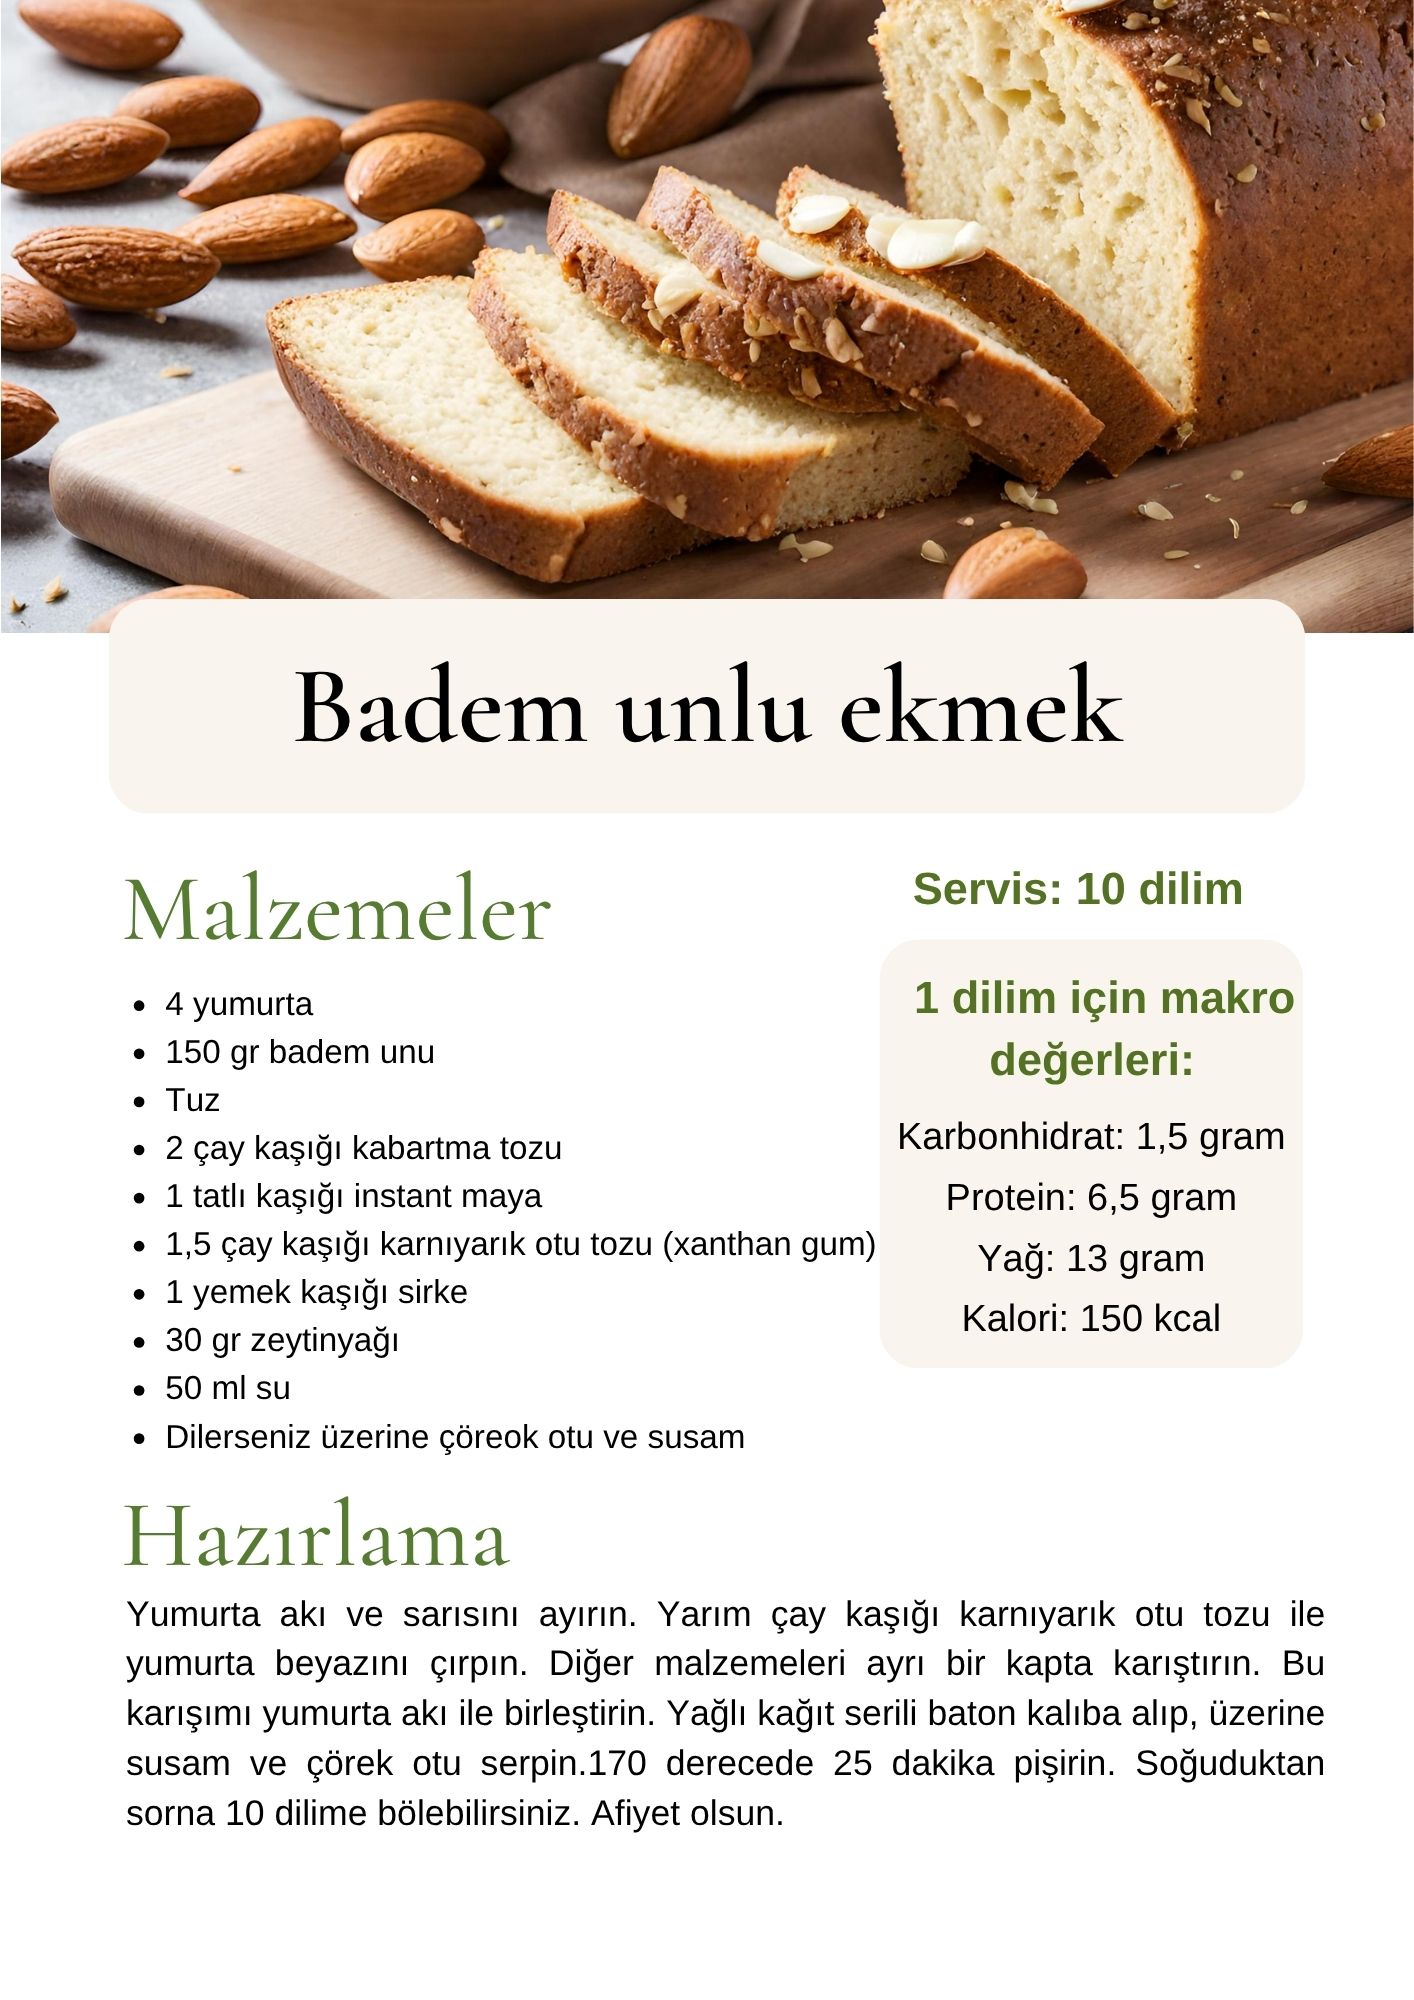 Badem unlu ekmek
Malzemeler
4 yumurta
150 gr badem unu
Tuz
2 çay kaşığı kabartma tozu
1 tatlı kaşığı instant maya
1,5 çay kaşığı karnıyarık otu tozu (xanthan gum)
1 yemek kaşığı sirke
30 gr zeytinyağı
50 ml su
Dilerseniz üzerine çöreok otu ve susam
Servis: 10 dilim
1 dilim için makro
değerleri:
Karbonhidrat: 1,5 gram
Protein: 6,5 gram
Yağ: 13 gram
Kalori: 150 kcal
Hazırlama
Yumurta akı ve sarısını ayırın. Yarım çay kaşığı karnıyarık otu tozu ile
yumurta beyazını çırpın. Diğer malzemeleri ayrı bir kapta karıştırın. Bu
karışımı yumurta akı ile birleştirin. Yağlı kağıt serili baton kalıba alıp, üzerine
susam ve çörek otu serpin.170 derecede 25 dakika pişirin. Soğuduktan
sorna 10 dilime bölebilirsiniz. Afiyet olsun.